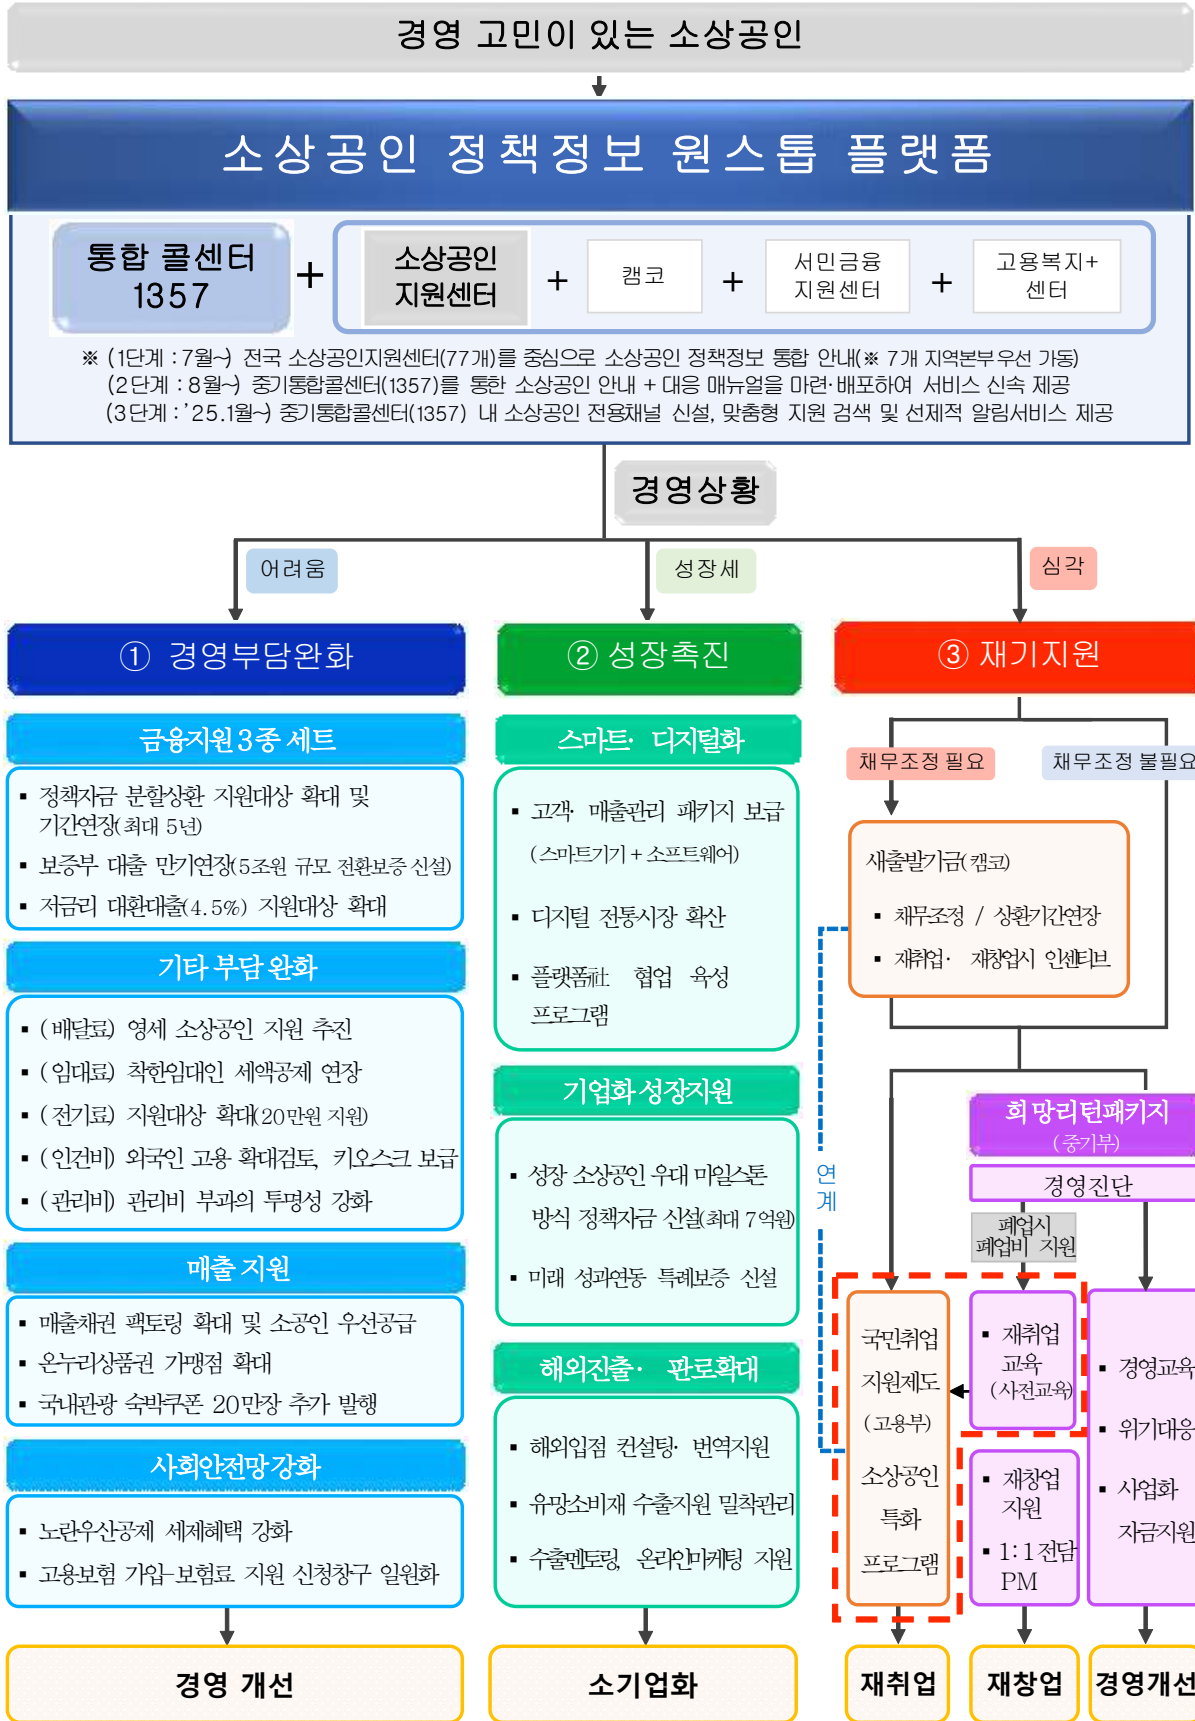 경영 고민이 있는 소상공인
소상공인 정책정보 원스톱 플랫폼
통합 콜센터
1357
+
소상공인
지원센터
+
캠코
+
서민금융
지원센터
+
고용복지+
센터
※ (1단계 : 7월~) 전국 소상공인지원센터(77개)를 중심으로 소상공인 정책정보 통합 안내(※ 7개 지역본부 우선 가동)
(2단계 : 8월~) 중기통합콜센터(1357)를 통한 소상공인 안내 + 대응 매뉴얼을 마련·배포하여 서비스 신속 제공
(3단계 : ’25.1월~) 중기통합콜센터(1357) 내 소상공인 전용채널 신설, 맞춤형 지원 검색 및 선제적 알림서비스 제공
경영상황
어려움
성장세
심각
① 경영부담완화
금융지원 3종 세트
▪ 정책자금 분할상환 지원대상 확대 및
기간연장(최대 5년)
▪ 보증부 대출 만기연장(5조원 규모 전환보증 신설)
▪ 저금리 대환대출(4.5%) 지원대상 확대
기타 부담 완화
▪ (배달료) 영세 소상공인 지원 추진
▪ (임대료) 착한임대인 세액공제 연장
▪ (전기료) 지원대상 확대(20만원 지원)
▪ (인건비) 외국인 고용 확대검토, 키오스크 보급
▪ (관리비) 관리비 부과의 투명성 강화
매출 지원
▪ 매출채권 팩토링 확대 및 소공인 우선공급
▪ 온누리상품권 가맹점 확대
▪ 국내관광 숙박쿠폰 20만장 추가 발행
사회안전망 강화
▪ 노란우산공제 세제혜택 강화
▪ 고용보험 가입-보험료 지원 신청창구 일원화
경영 개선
② 성장촉진
스마트· 디지털화
▪ 고객· 매출관리 패키지 보급
(스마트기기 + 소프트웨어)
▪ 디지털 전통시장 확산
▪ 플랫폼社 협업 육성
프로그램
기업화 성장지원
▪ 성장 소상공인 우대 마일스톤
방식 정책자금 신설(최대 7억원)
▪ 미래 성과연동 특례보증 신설
해외진출· 판로확대
▪ 해외입점 컨설팅· 번역지원
▪ 유망소비재 수출지원 밀착관리
▪ 수출멘토링, 온라인마케팅 지원
소기업화
③ 재기지원
채무조정 필요
채무조정 불필요
새출발기금(캠코)
▪ 채무조정 / 상환기간연장
▪ 재취업· 재창업시 인센티브
연
계
희망리턴패키지
(중기부)
경영진단
폐업시
폐업비 지원
국민취업
지원제도
(고용부)
소상공인
특화
프로그램
▪ 재취업
교육
(사전교육)
▪ 재창업
지원
▪ 1:1 전담
PM
▪ 경영교육
▪ 위기대응
▪ 사업화
자금지원
재취업
재창업
경영개선